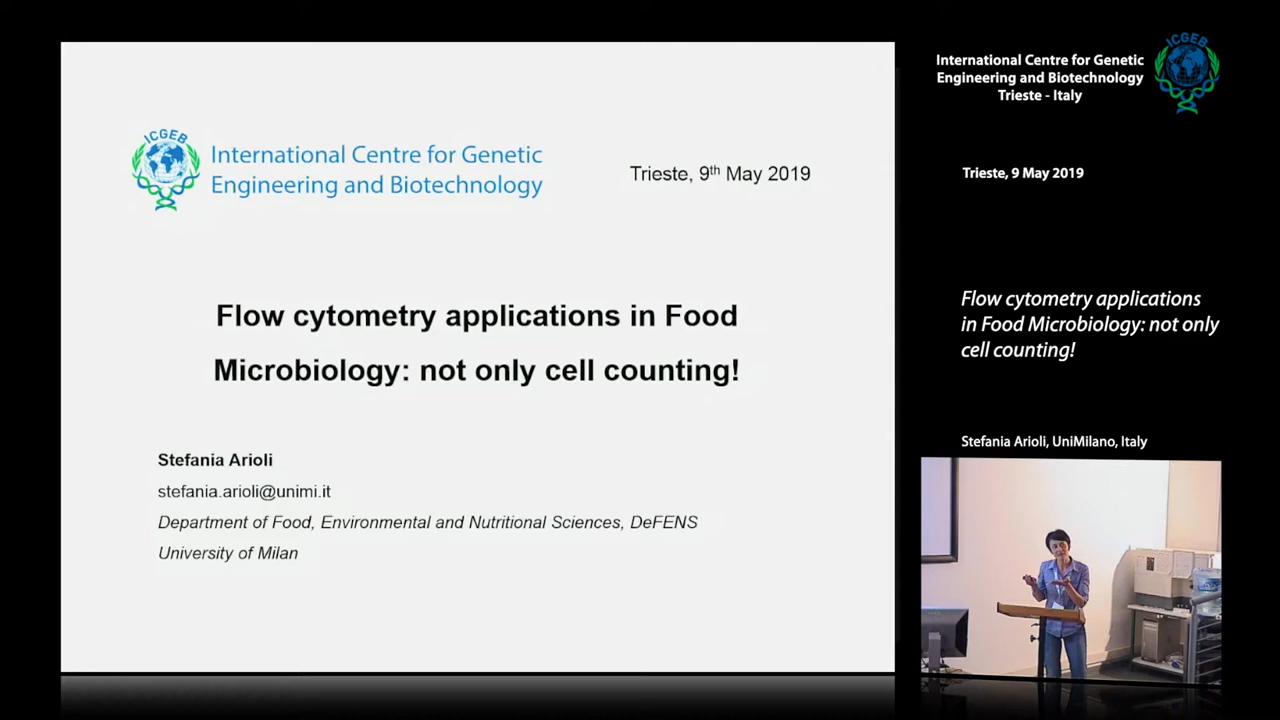 ICGEB
International Centre for Genetic
Engineering and Biotechnology
Trieste, 9th May 2019
Flow cytometry applications in Food
Microbiology: not only cell counting!
Stefania Arioli
stefania.arioli@unimi.it
Department of Food, Environmental and Nutritional Sciences, DeFENS
University of Milan
International Centre for Genetic
Engineering and Biotechnology
Trieste - Italy
ICGEB
Trieste, 9 May 2019
Flow cytometry applications
in Food Microbiology: not only
cell counting!
Stefania Arioli, UniMilano, Italy